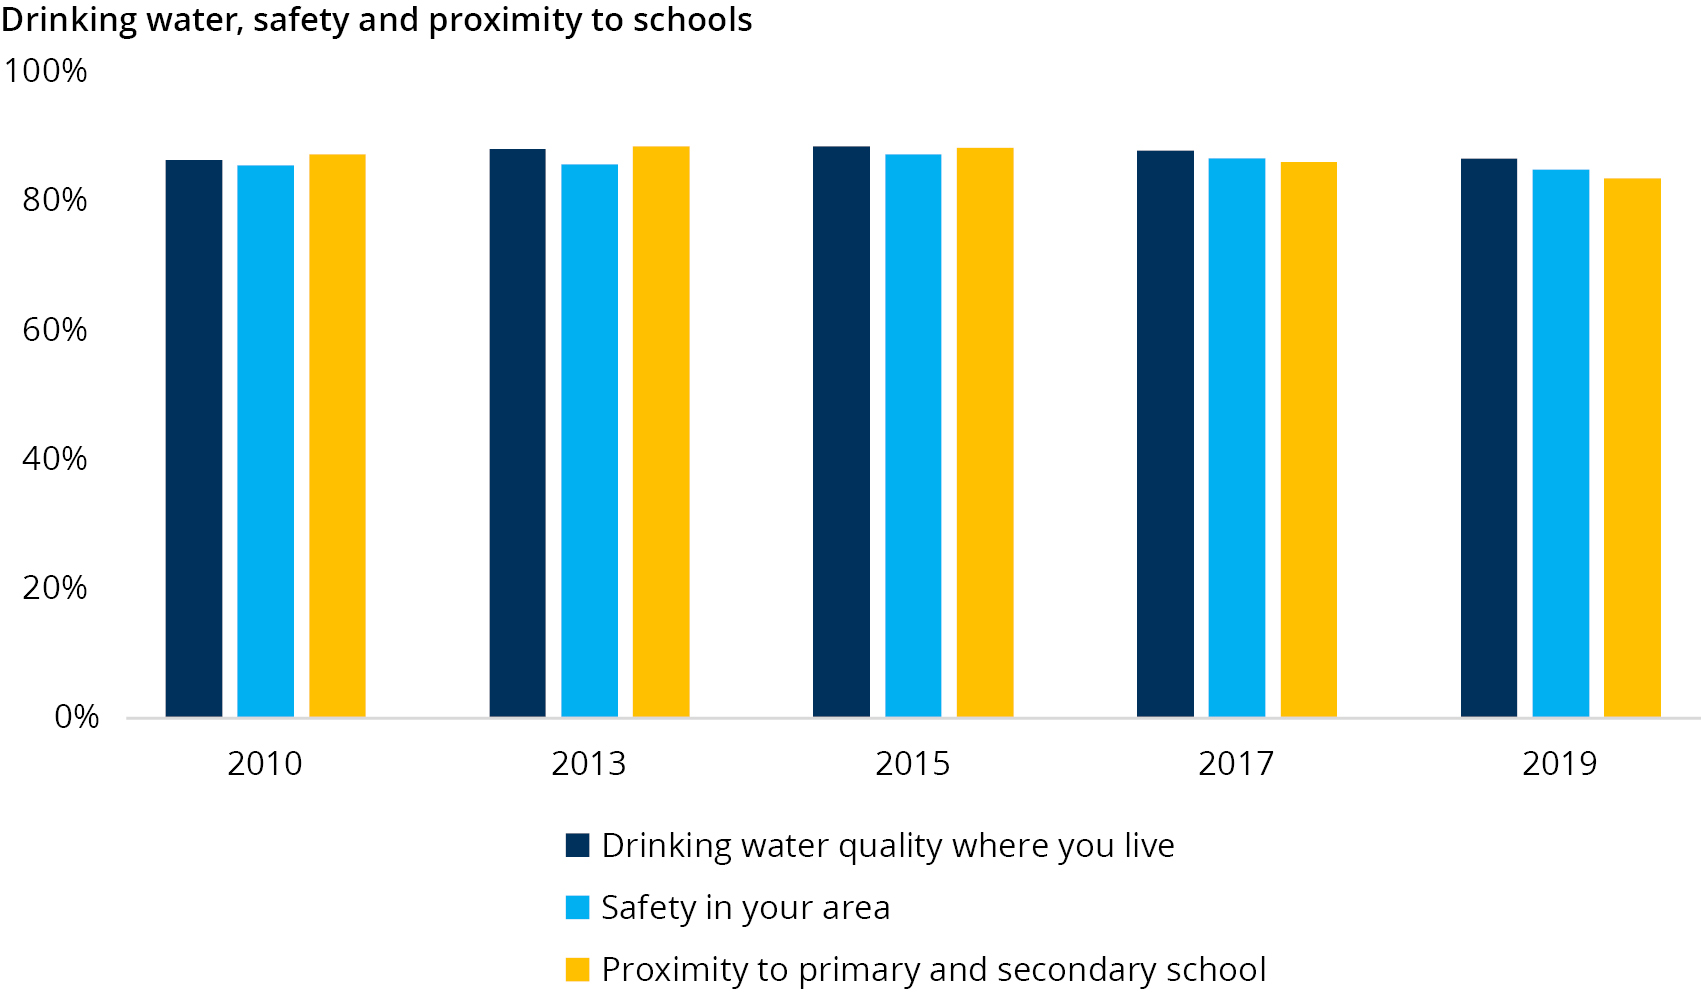 Drinking water, safety and proximity to schools
100%
80%
60%
40%
20%
0%
2010 2013 2015 2017 2019
Drinking water quality where you live
Safety in your area
Proximity to primary and secondary school